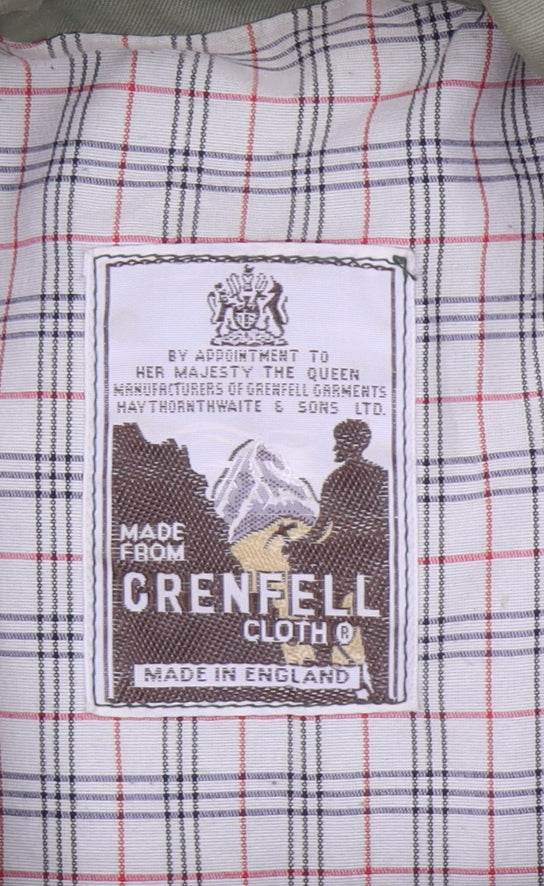 BY APPOINTMENT TO
HER MAJESTY THE QUEEN
MANUFACTURERS OF GRENFELL GARMENTS
HAYTHORNTHWAITE & SONS LTD.
MADE
FROM
GRENFELL
CLOTH ®
MADE IN ENGLAND